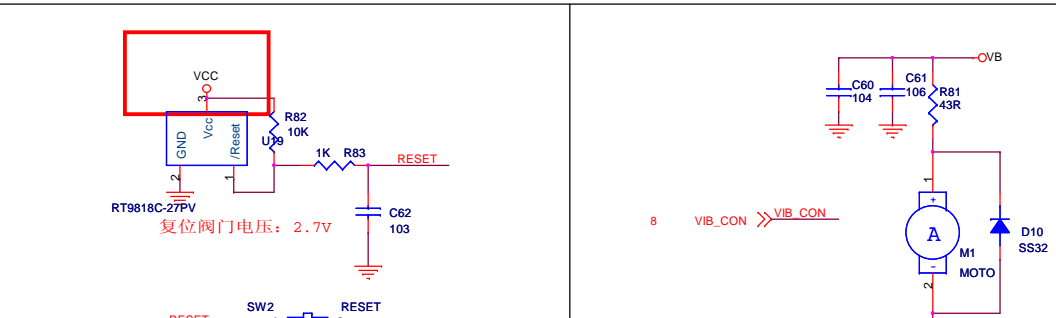 VCC
3
Vcc
GND
/Reset
U19
R82
10K
2
1
RT9818C-27PV
复位阀门电压：2.7V
1K R83
RESET
C62
103
SW2
RESET
RESET
VB
C60
104
C61
106
R81
43R
8 VIB_CON
VIB_CON
1
+
A
-
2
M1
MOTO
D10
SS32